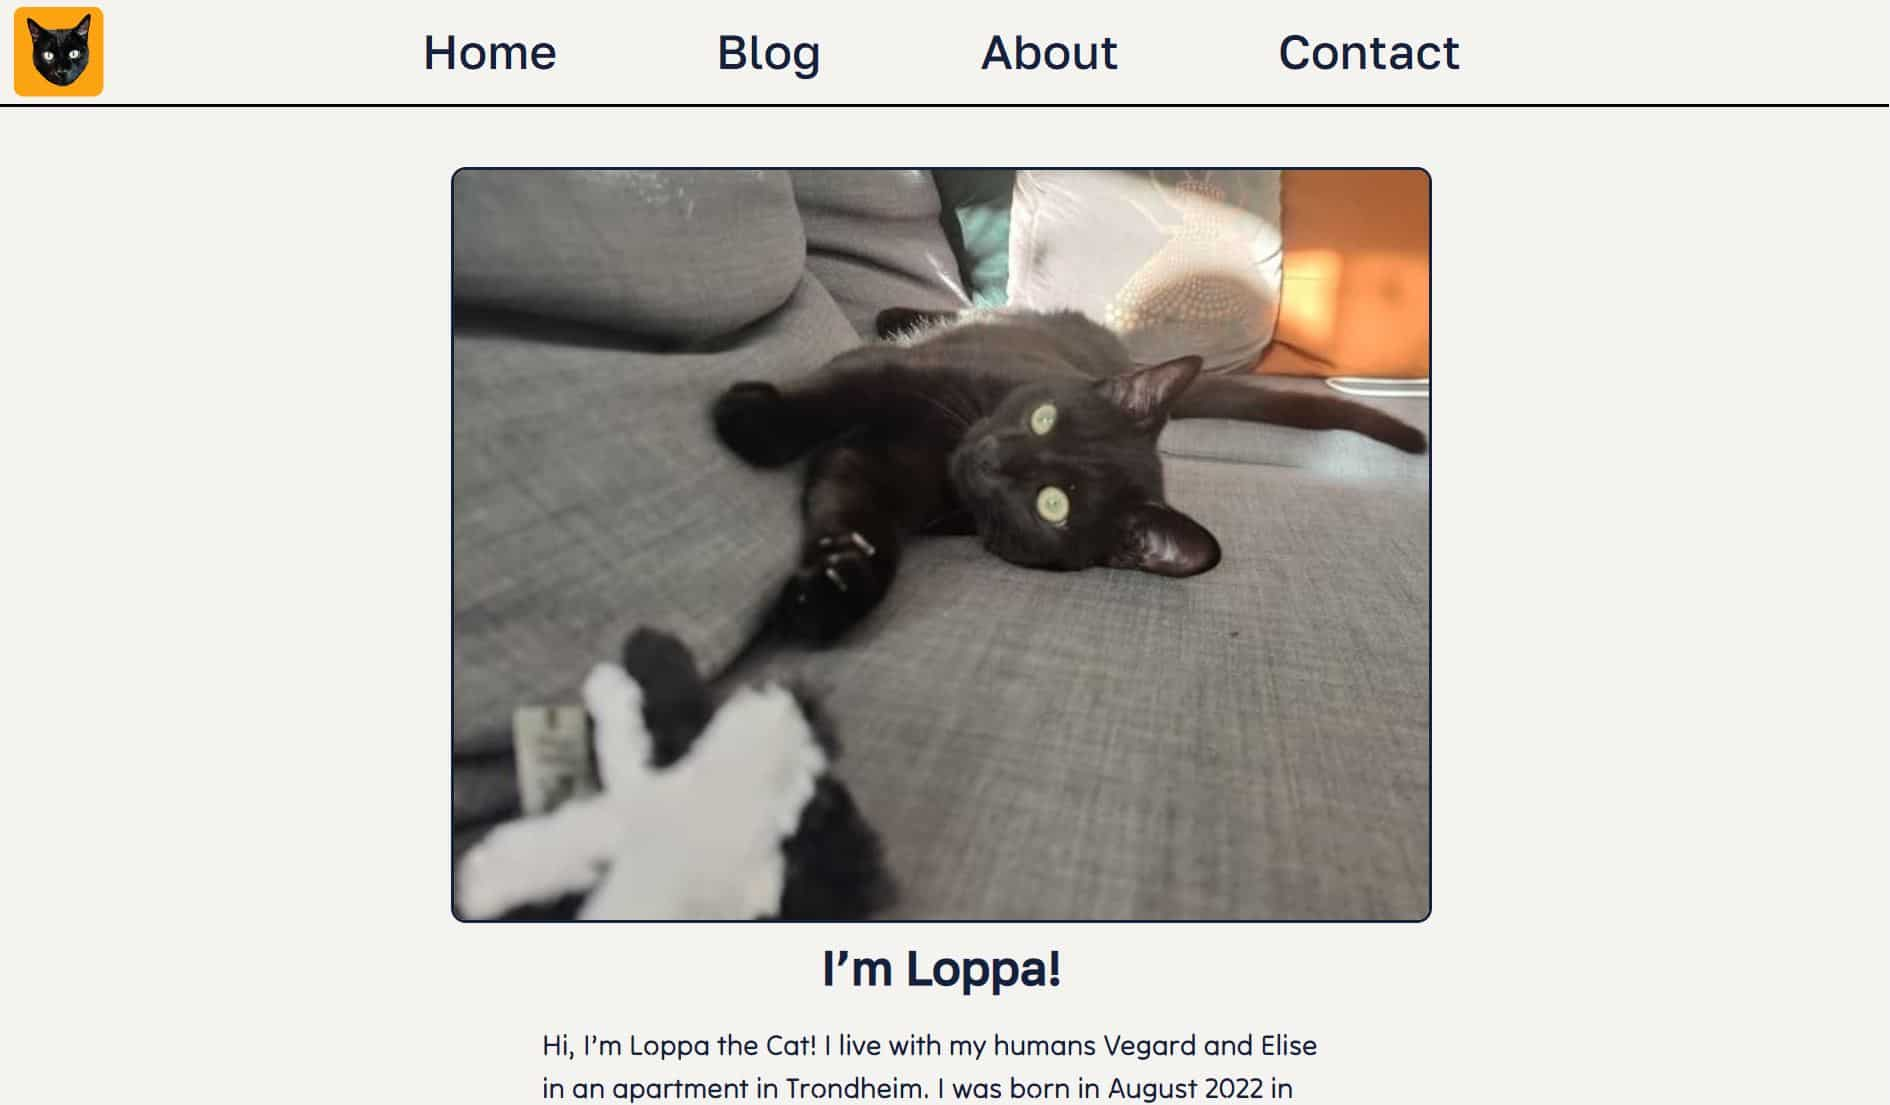 Home Blog About Contact
I’m Loppa!
Hi, I’m Loppa the Cat! I live with my humans Vegard and Elise
in an apartment in Trondheim. I was born in August 2022 in